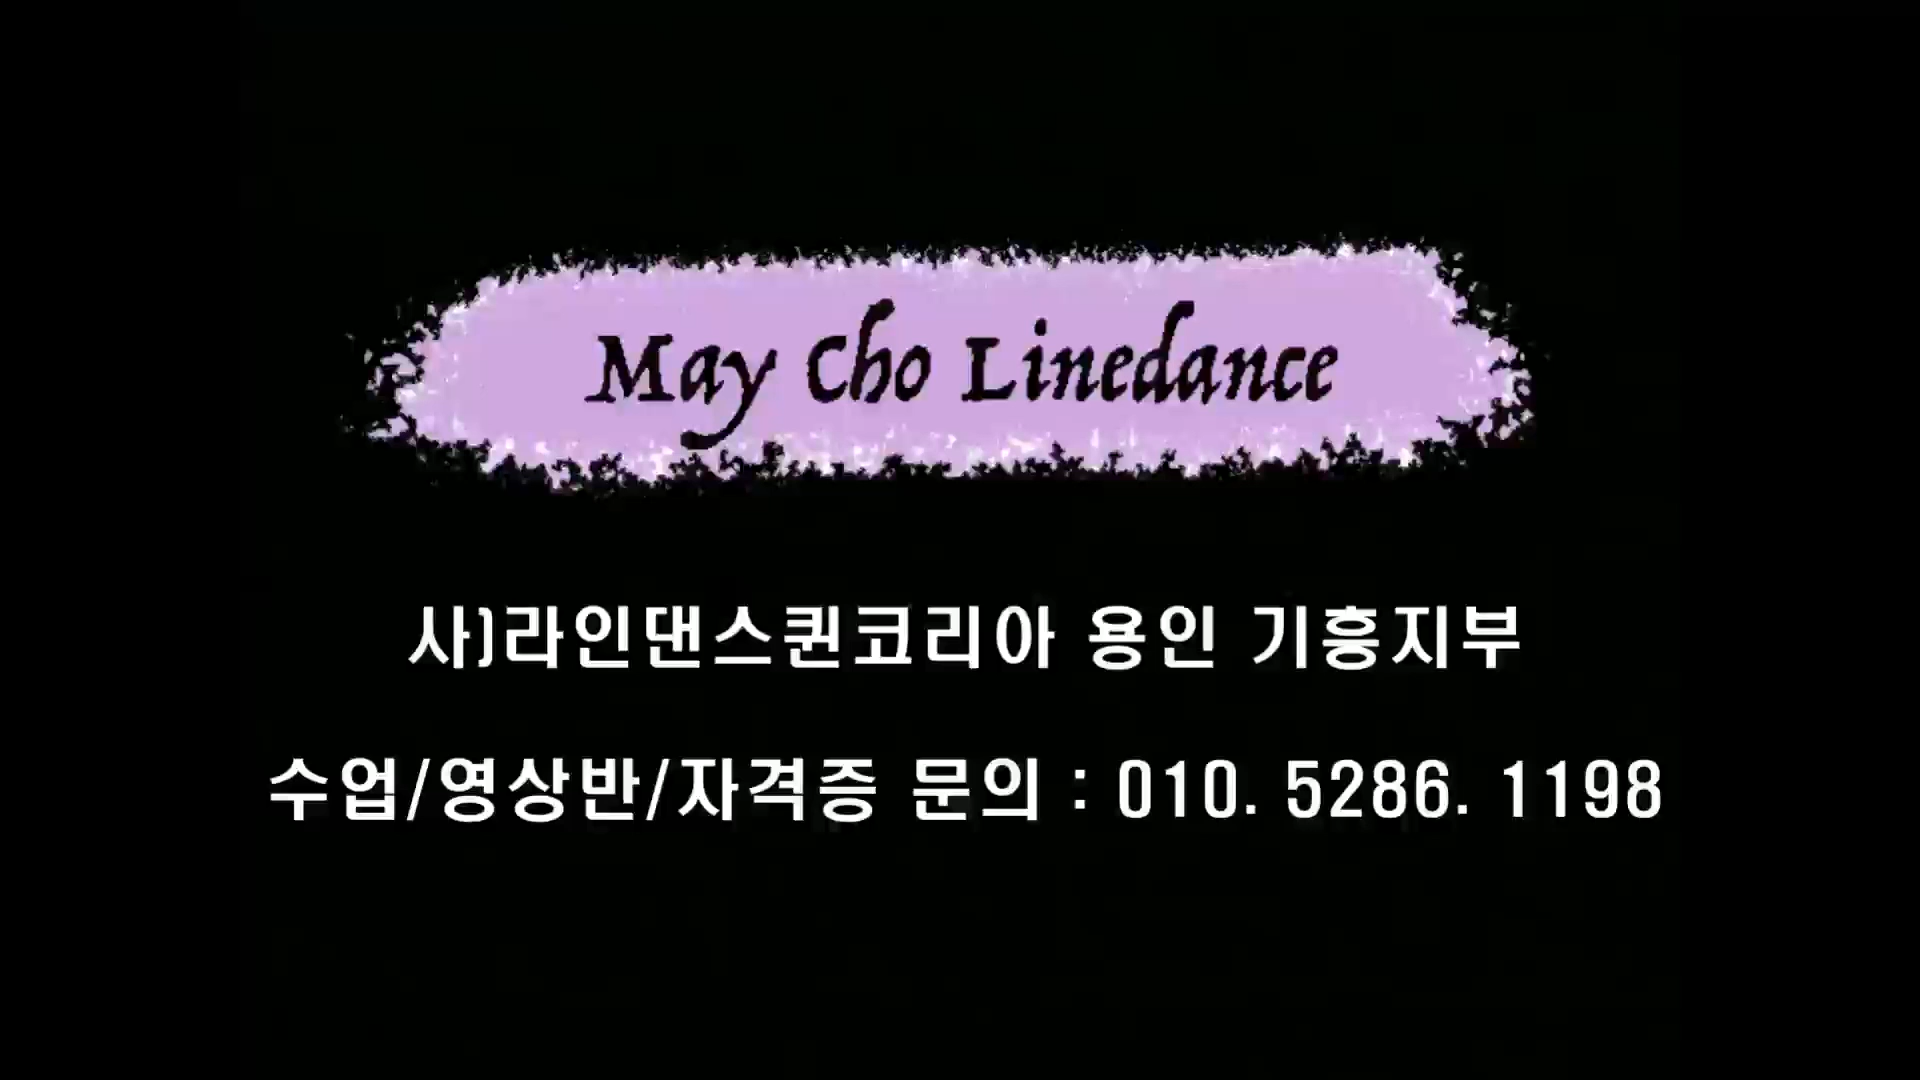 May Cho Linedance
사)라인댄스퀸코리아 용인 기흥지부
수업/영상반/자격증 문의 : 010. 5286. 1198